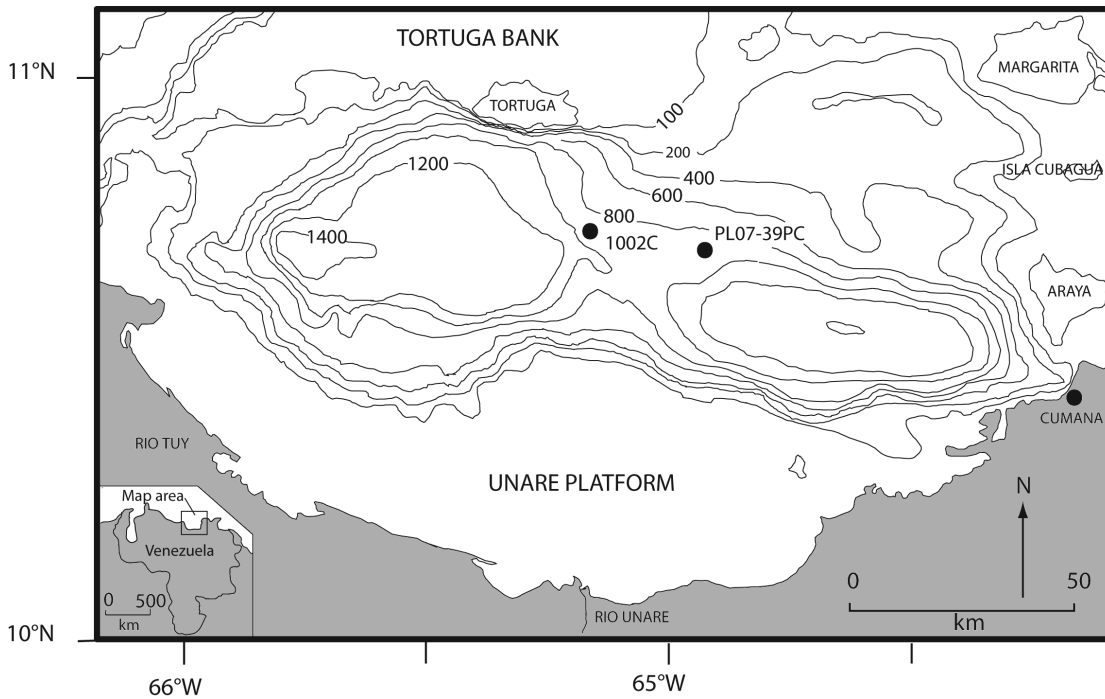 TORTUGA BANK
11°N
MARGARITA
TORTUGA
100
200
ISLA CUBAGUA
1200
400
600
800
PL07-39PC
1400
1002C
ARAYA
CUMANA
RIO TUY
UNARE PLATFORM
N
Map area
Venezuela
0 50
0 500
km
RIO UNARE
km
10°N
66°W
65°W